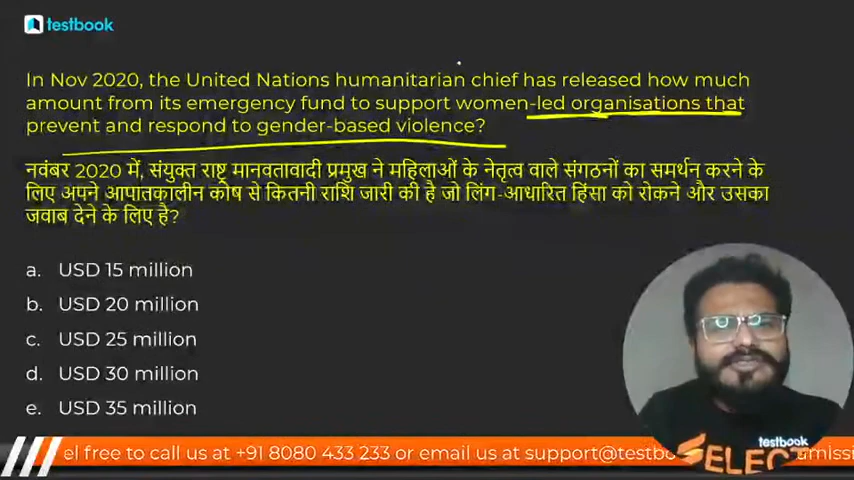 testbook
In Nov 2020, the United Nations humanitarian chief has released how much
amount from its emergency fund to support women-led organisations that
prevent and respond to gender-based violence?
नवंबर 2020 में, संयुक्त राष्ट्र मानवतावादी प्रमुख ने महिलाओं के नेतृत्व वाले संगठनों का समर्थन करने के
लिए अपने आपातकालीन कोष से कितनी राशि जारी की है जो लिंग-आधारित हिंसा को रोकने और उसका
जवाब देने के लिए है?
a. USD 15 million
b. USD 20 million
c. USD 25 million
d. USD 30 million
e. USD 35 million
testbook
el free to call us at +91 8080 433 233 or email us at support@testbo
SELEC